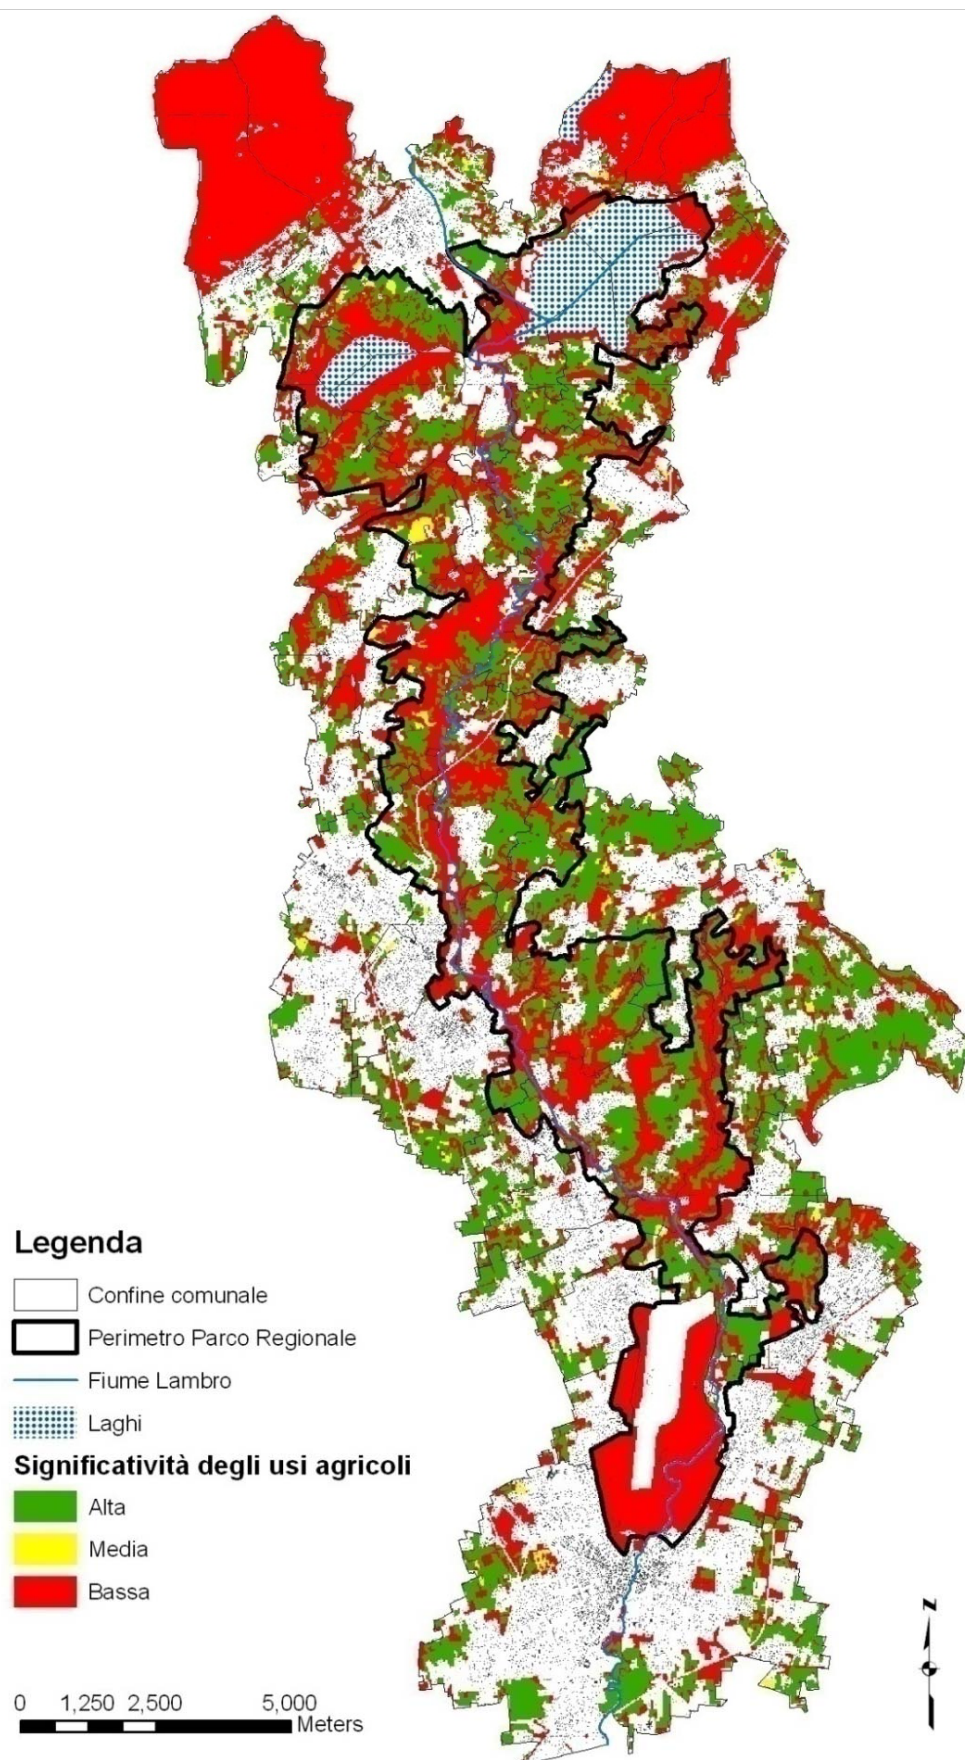 Legenda
Confine comunale
Perimetro Parco Regionale
Fiume Lambro
Laghi
Significatività degli usi agricoli
Alta
Media
Bassa
0 1,250 2,500 5,000
Meters
N